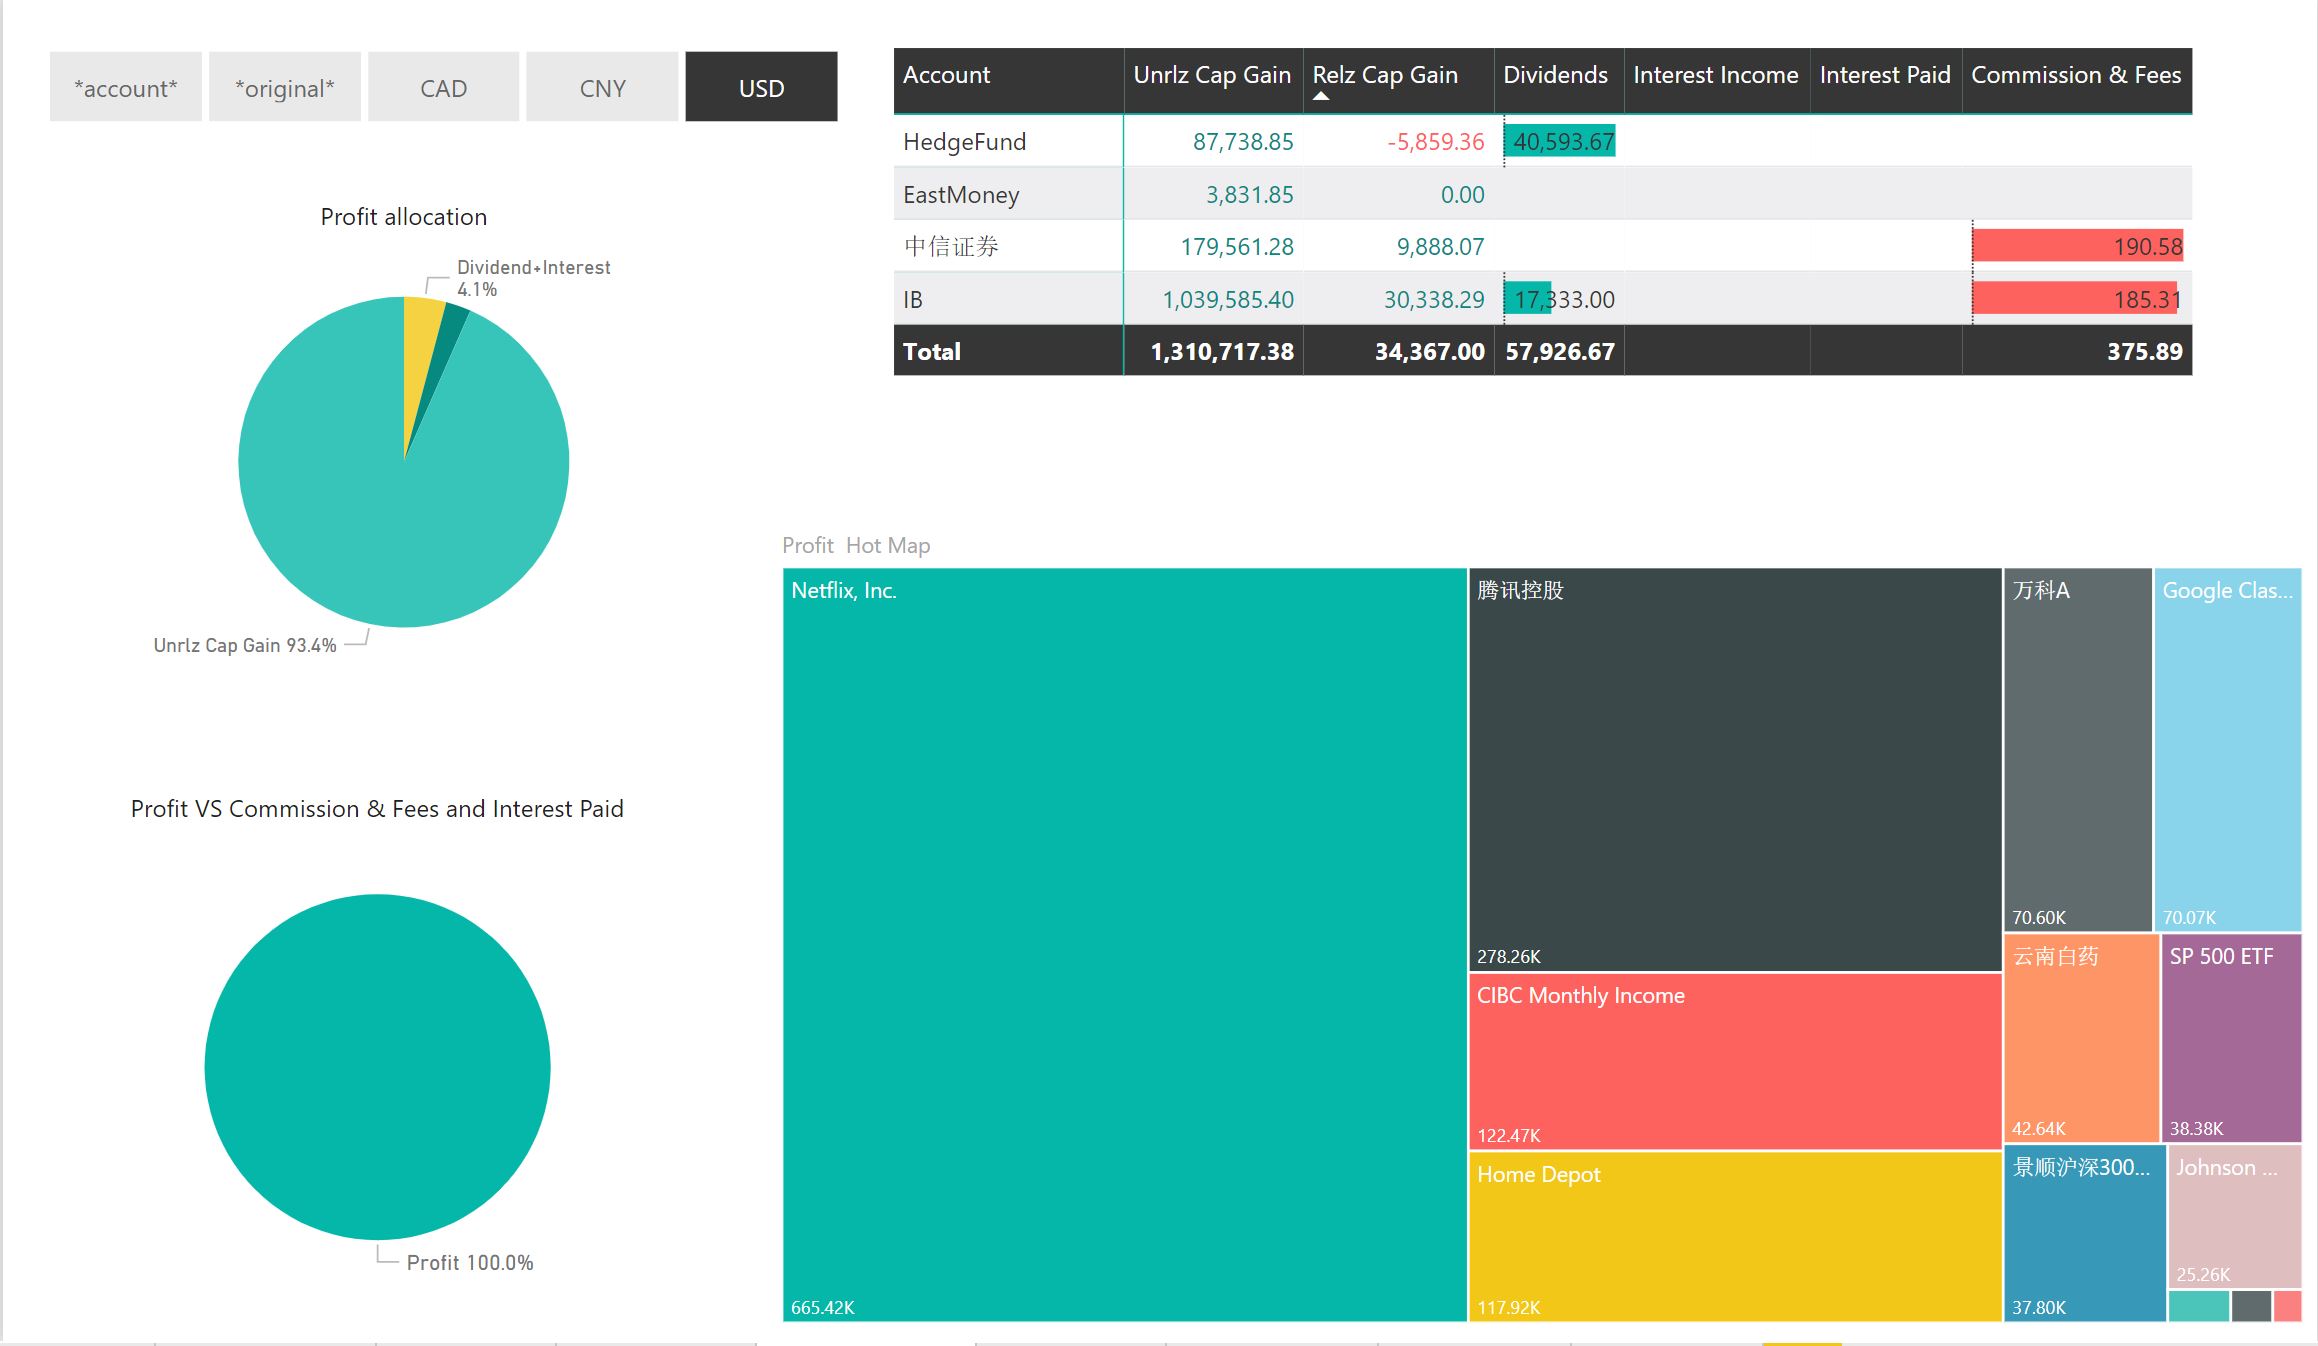 *account* *original* CAD CNY USD
Account Unrlz Cap Gain Relz Cap Gain Dividends Interest Income Interest Paid Commission & Fees
HedgeFund 87,738.85 -5,859.36 40,593.67
EastMoney 3,831.85 0.00
中信证券 179,561.28 9,888.07 190.58
IB 1,039,585.40 30,338.29 17,333.00 185.31
Total 1,310,717.38 34,367.00 57,926.67 375.89
Profit allocation
Dividend+Interest
4.1%
Unrlz Cap Gain 93.4%
Profit VS Commission & Fees and Interest Paid
Profit 100.0%
Profit Hot Map
Netflix, Inc.
665.42K
腾讯控股
278.26K
CIBC Monthly Income
122.47K
Home Depot
117.92K
万科A
70.60K
Google Clas...
70.07K
云南白药
42.64K
SP 500 ETF
38.38K
景顺沪深300...
37.80K
Johnson ...
25.26K